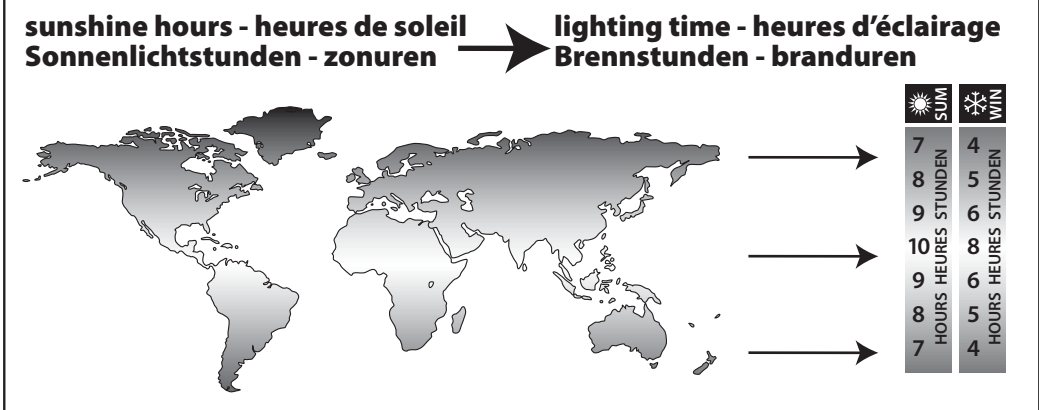 sunshine hours - heures de soleil
Sonnenlichtstunden - zonuren
lighting time - heures d'éclairage
Brennstunden - branduren
SUM
WIN
7
8
9
10
9
8
7
HOURS HEURES STUNDEN
4
5
6
8
6
5
4
HOURS HEURES STUNDEN